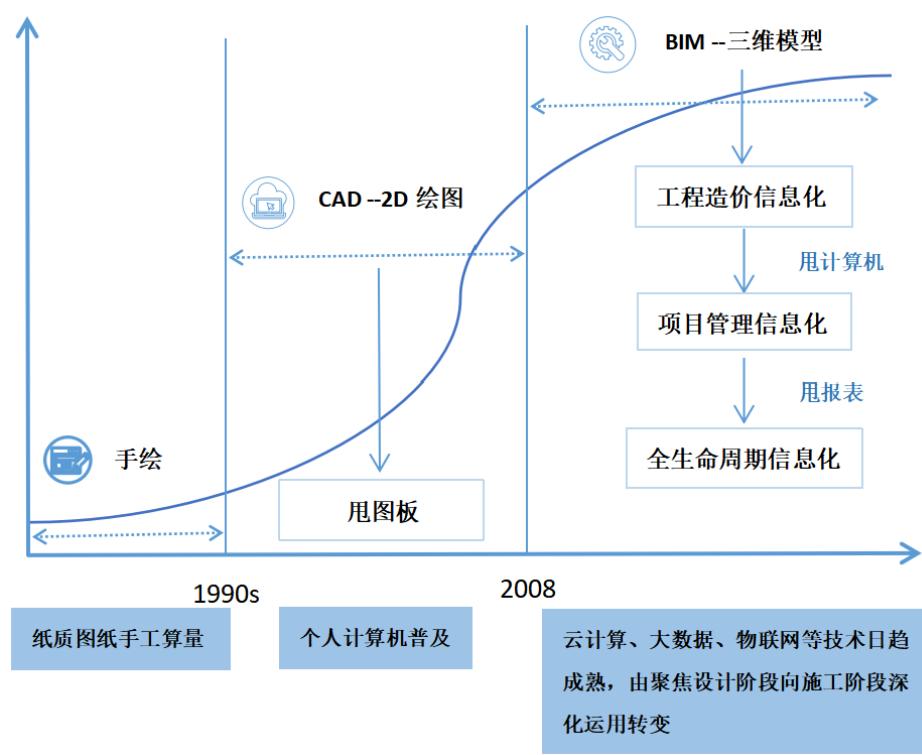 BIM --三维模型
CAD --2D 绘图
工程造价信息化
甩计算机
项目管理信息化
甩报表
手绘
全生命周期信息化
甩图板
1990s
2008
纸质图纸手工算量
个人计算机普及
云计算、大数据、物联网等技术日趋
成熟，由聚焦设计阶段向施工阶段深
化运用转变